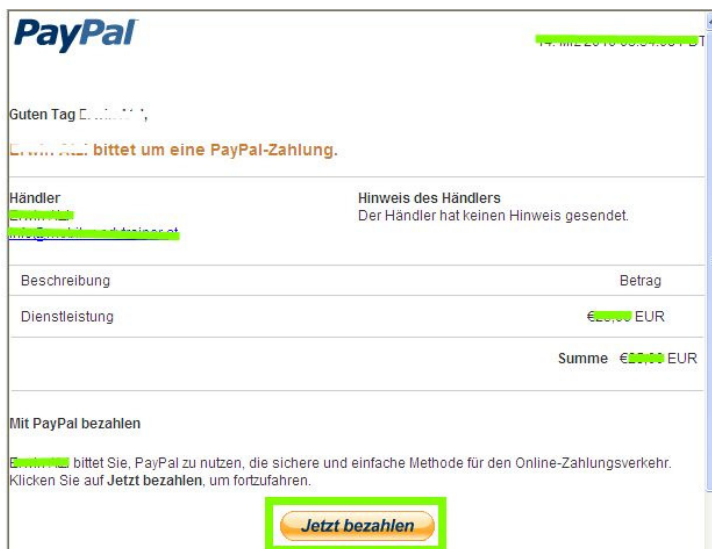 PayPal
Guten Tag
bittet um eine PayPal-Zahlung.
Händler
Hinweis des Händlers
Der Händler hat keinen Hinweis gesendet.
Beschreibung Betrag
Dienstleistung € EUR
Summe € EUR
Mit PayPal bezahlen
bittet Sie, PayPal zu nutzen, die sichere und einfache Methode für den Online-Zahlungsverkehr.
Klicken Sie auf Jetzt bezahlen, um fortzufahren.
Jetzt bezahlen